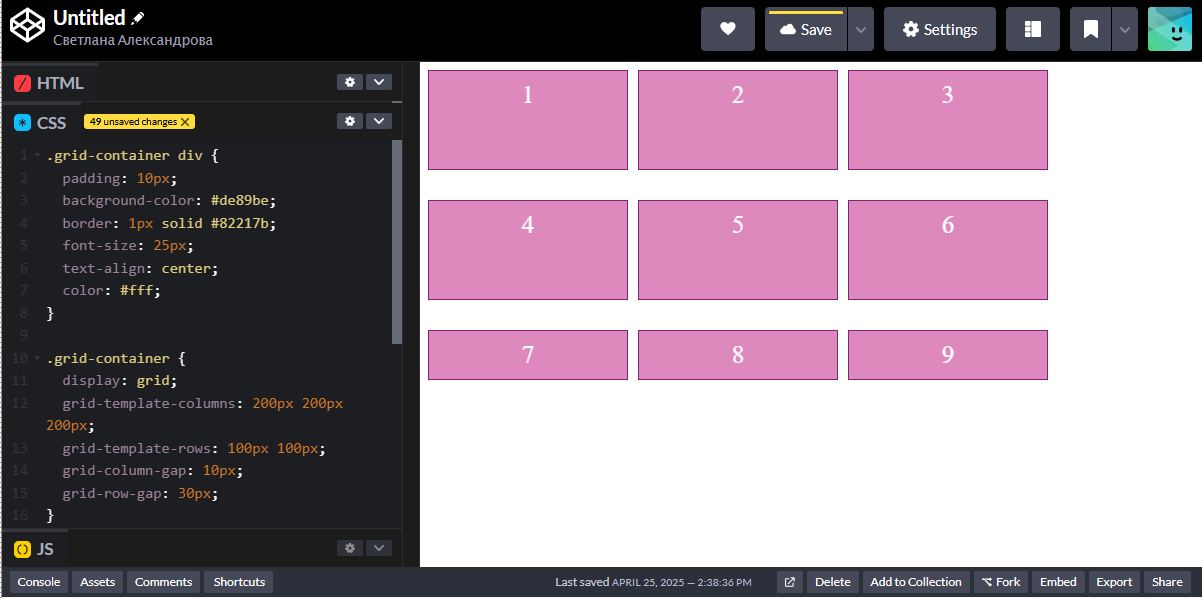 Untitled
Светлана Александрова
Save
Settings
HTML
CSS
49 unsaved changes X
1 .grid-container div {
2 padding: 10px;
3 background-color: #de89be;
4 border: 1px solid #82217b;
5 font-size: 25px;
6 text-align: center;
7 color: #fff;
8 }
9
10 .grid-container {
11 display: grid;
12 grid-template-columns: 200px 200px
200px;
13 grid-template-rows: 100px 100px;
14 grid-column-gap: 10px;
15 grid-row-gap: 30px;
16 }
JS
1 2 3
4 5 6
7 8 9
Console Assets Comments Shortcuts
Last saved APRIL 25, 2025 — 2:38:36 PM
Delete Add to Collection Fork Embed Export Share